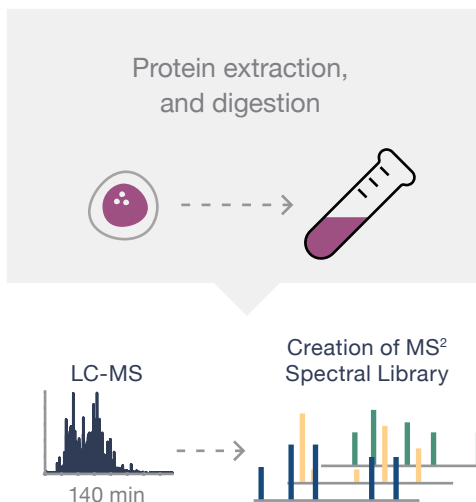 Protein extraction,
and digestion
LC-MS
Creation of MS²
Spectral Library
140 min